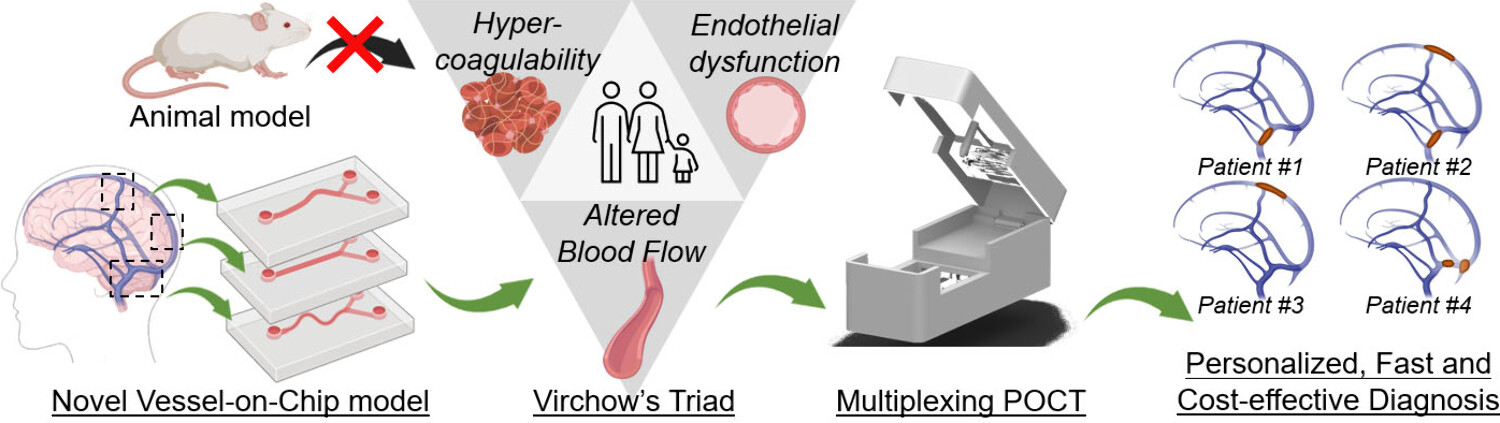 Animal model
Hyper-
coagulability
Endothelial
dysfunction
Altered
Blood Flow
Patient #1
Patient #2
Patient #3
Patient #4
Novel Vessel-on-Chip model
Virchow's Triad
Multiplexing POCT
Personalized, Fast and
Cost-effective Diagnosis